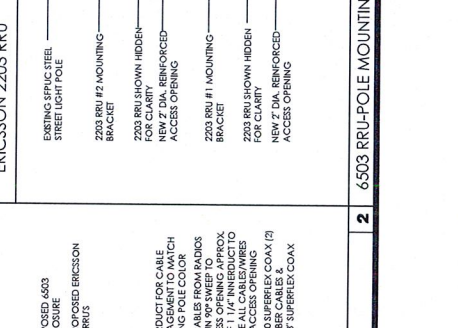 ERICSSON 2203 RRU
EXISTING SFPUC STEEL
STREET LIGHT POLE
2203 RRU #2 MOUNTING
BRACKET
2203 RRU SHOWN HIDDEN
FOR CLARITY
NEW 2" DIA. REINFORCED
ACCESS OPENING
2203 RRU #1 MOUNTING
BRACKET
2203 RRU SHOWN HIDDEN
FOR CLARITY
NEW 2" DIA. REINFORCED
ACCESS OPENING
2
6503 RRU-POLE MOUNTIN
POSED 6503
OSURE
OPOSED ERICSSON
RRU'S
DUCT FOR CABLE
AGEMENT TO MATCH
NG POLE COLOR
ABLES FROM RADIOS
N 90° SWEEP TO
SS OPENING APPROX.
1 1/4" INNERDUCT TO
E ALL CABLES/WIRES
ACCESS OPENING
D SUPERFLEX COAX (2)
BER CABLES &
SUPERFLEX COAX